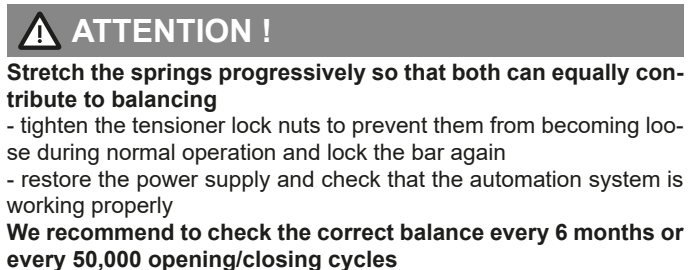 ATTENTION !
Stretch the springs progressively so that both can equally con-
tribute to balancing
- tighten the tensioner lock nuts to prevent them from becoming loo-
se during normal operation and lock the bar again
- restore the power supply and check that the automation system is
working properly
We recommend to check the correct balance every 6 months or
every 50,000 opening/closing cycles